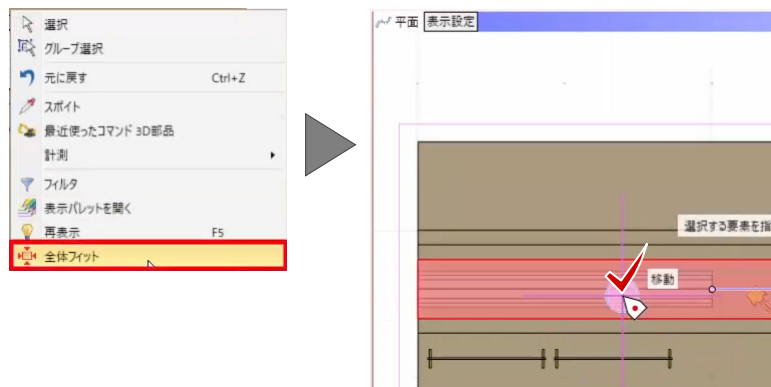 選択
グループ選択
元に戻す Ctrl+Z
スポイト
最近使ったコマンド 3D部品
計測
フィルタ
表示パレットを開く
再表示 F5
全体フィット
平面 表示設定
選択する要素を指
移動